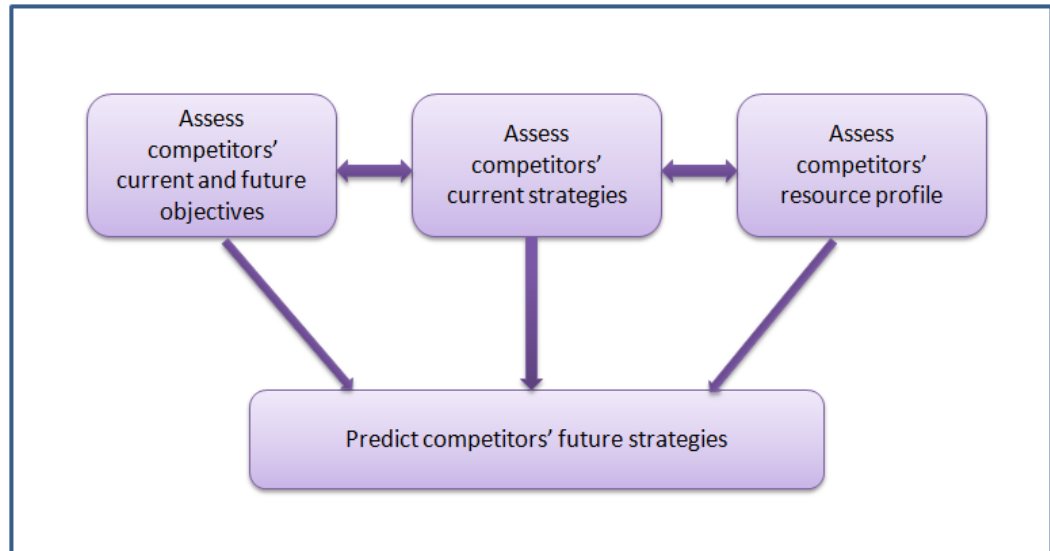 Assess
competitors’
current and future
objectives
Assess
competitors’
current strategies
Assess
competitors’
resource profile
Predict competitors’ future strategies